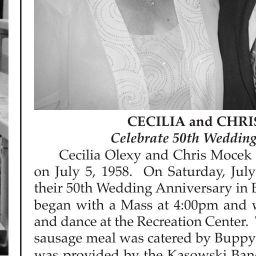 CECILIA and CHRIS
Celebrate 50th Wedding
Cecilia Olexy and Chris Mocek
on July 5, 1958. On Saturday, July
their 50th Wedding Anniversary in
began with a Mass at 4:00pm and
and dance at the Recreation Center.
sausage meal was catered by Buppy
was provided by the Kasowski Band